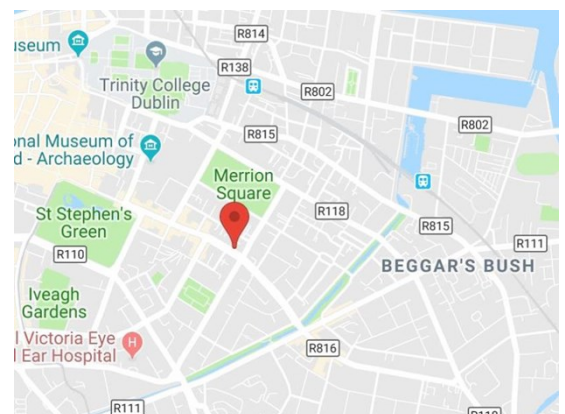 R814
useum
R138
Trinity College
Dublin
R802
R815
R802
onal Museum of
d - Archaeology
Merrion
Square
St Stephen's
Green
R118
R815
R111
R110
BEGGAR'S BUSH
Iveagh
Gardens
l Victoria Eye
l Ear Hospital
H
R816
R111